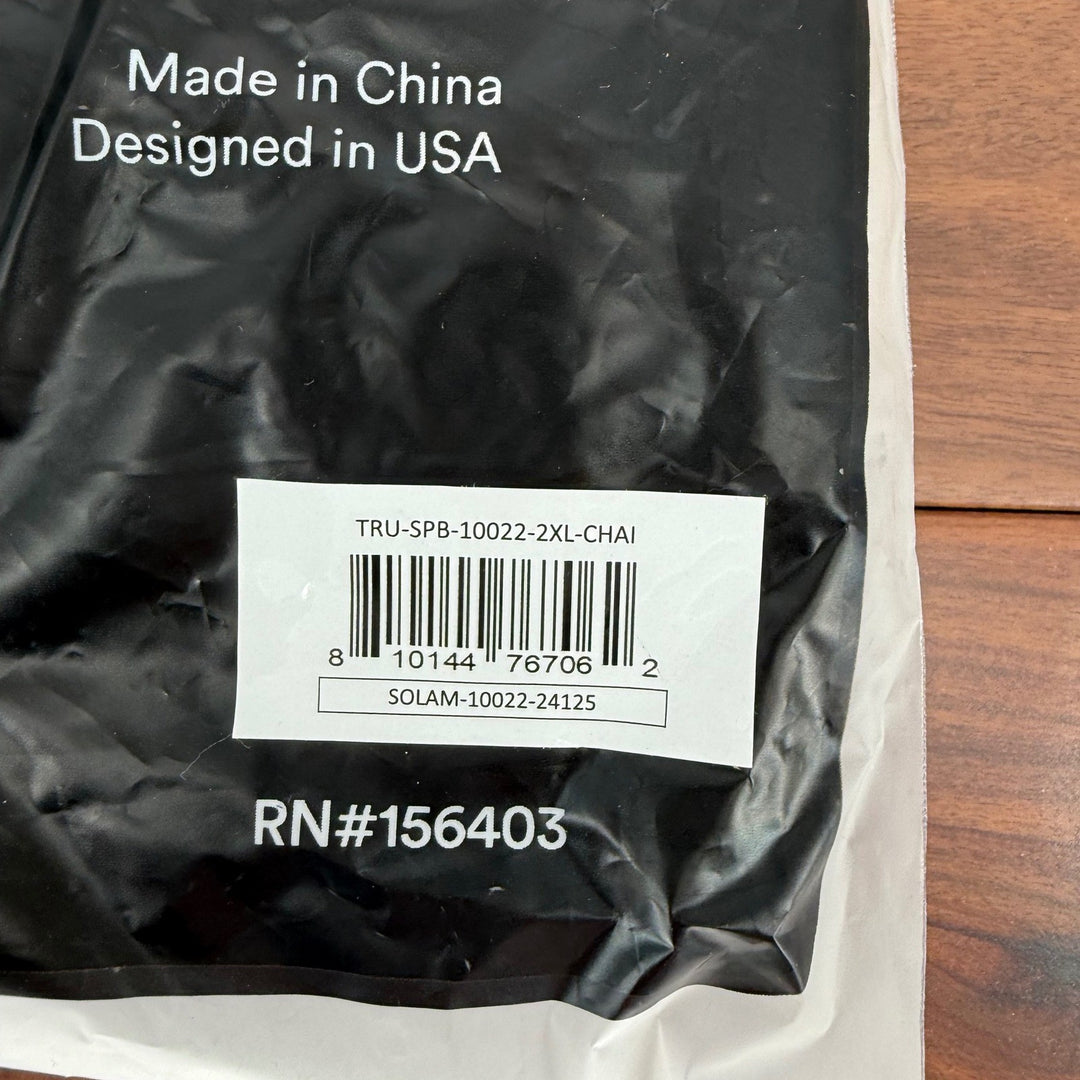 Made in China
Designed in USA
TRU-SPB-10022-2XL-CHAI
8 10144 76706 2
SOLAM-10022-24125
RN#156403